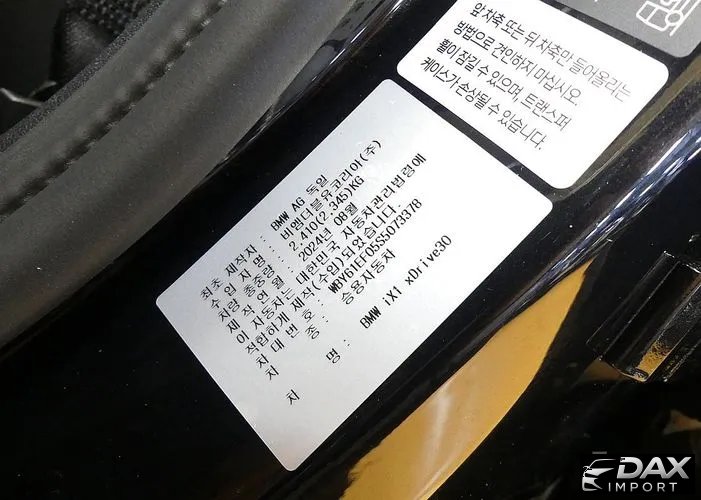 앞 차축 또는 뒤 차축만 들어올리는
방법으로 견인하지 마십시오.
휠이 잠길 수 있으며, 트랜스퍼
케이스가 손상될 수 있습니다.
최초 제작자 : BMW AG 독일
수 입 자 명 : 비엠더블유코리아(주)
차량 총중량 : 2,410(2,345)KG
제 작 연 월 : 2024년 08월
이 자동차는 대한민국 자동차관리법령에
적합하게 제작(수입)되었습니다.
차 대 번 호 : WBY61EF05S5073378
차 종 : 승용자동차
차 명 : BMW iX1 xDrive30
DAX
IMPORT